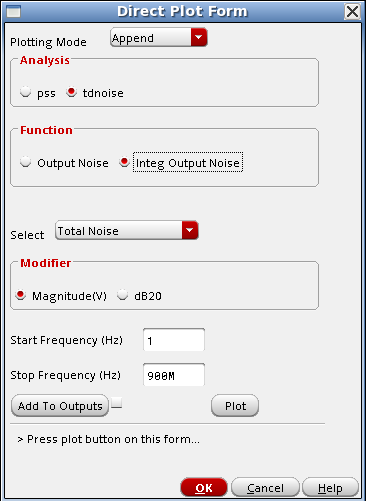 Direct Plot Form
Plotting Mode Append
Analysis
pss tdnoise
Function
Output Noise Integ Output Noise
Select Total Noise
Modifier
Magnitude(V) dB20
Start Frequency (Hz) 1
Stop Frequency (Hz) 900M
Add To Outputs Plot
> Press plot button on this form...
OK Cancel Help